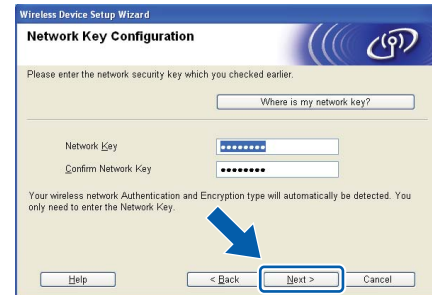 Wireless Device Setup Wizard
Network Key Configuration
Please enter the network security key which you checked earlier.
Where is my network key?
Network Key
••••••••
Confirm Network Key
••••••••
Your wireless network Authentication and Encryption type will automatically be detected. You
only need to enter the Network Key.
Help
< Back
Next >
Cancel